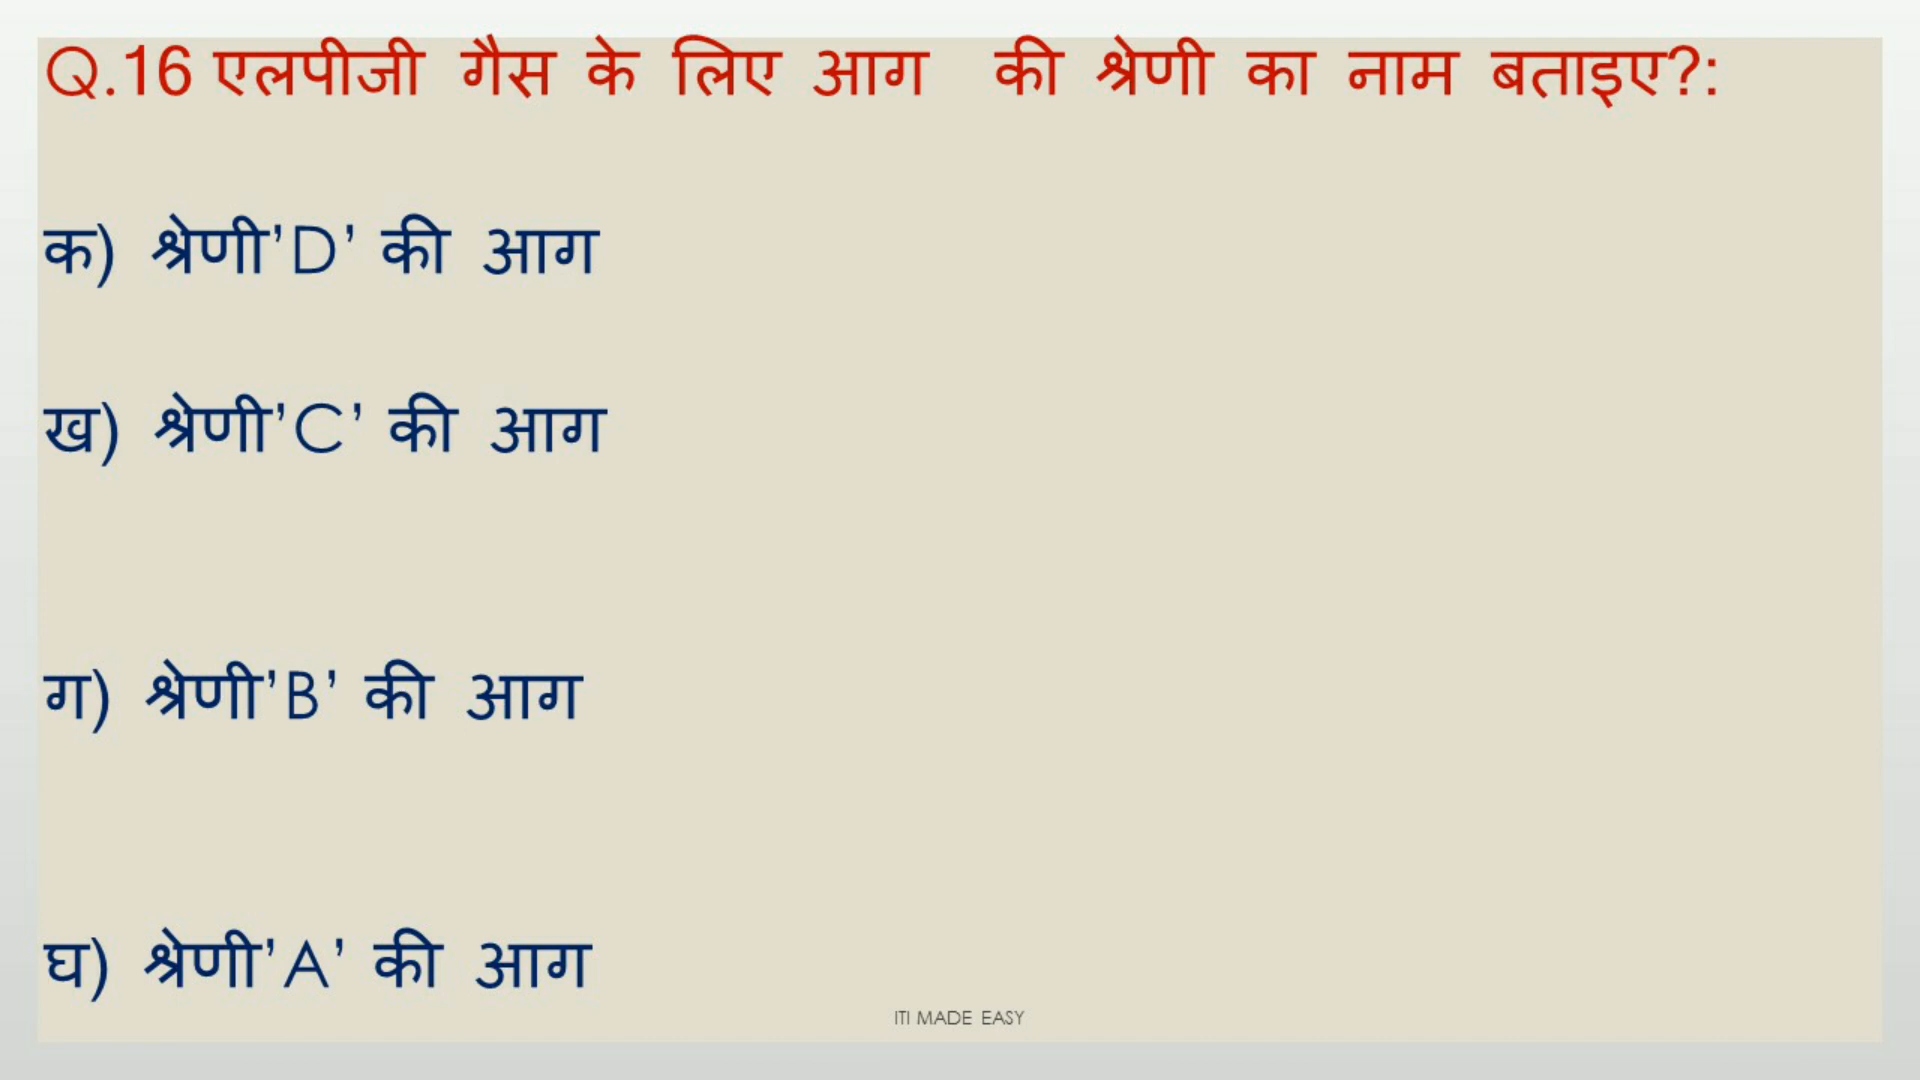 Q.16 एलपीजी गैस के लिए आग की श्रेणी का नाम बताइए?:
क) श्रेणी’D’ की आग
ख) श्रेणी’C’ की आग
ग) श्रेणी’B’ की आग
घ) श्रेणी’A’ की आग
ITI MADE EASY